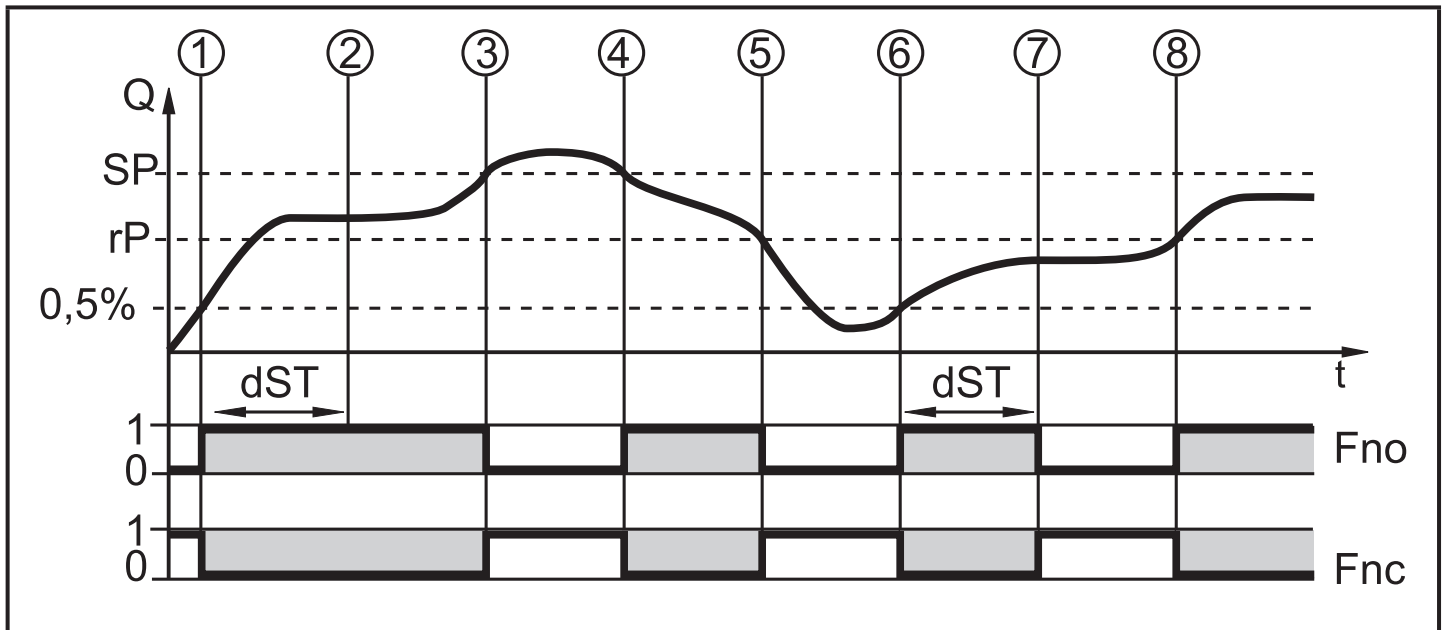 ① ② ③ ④ ⑤ ⑥ ⑦ ⑧
Q
SP
rP
0,5%
t
dST dST
1
0
Fno
1
0
Fnc